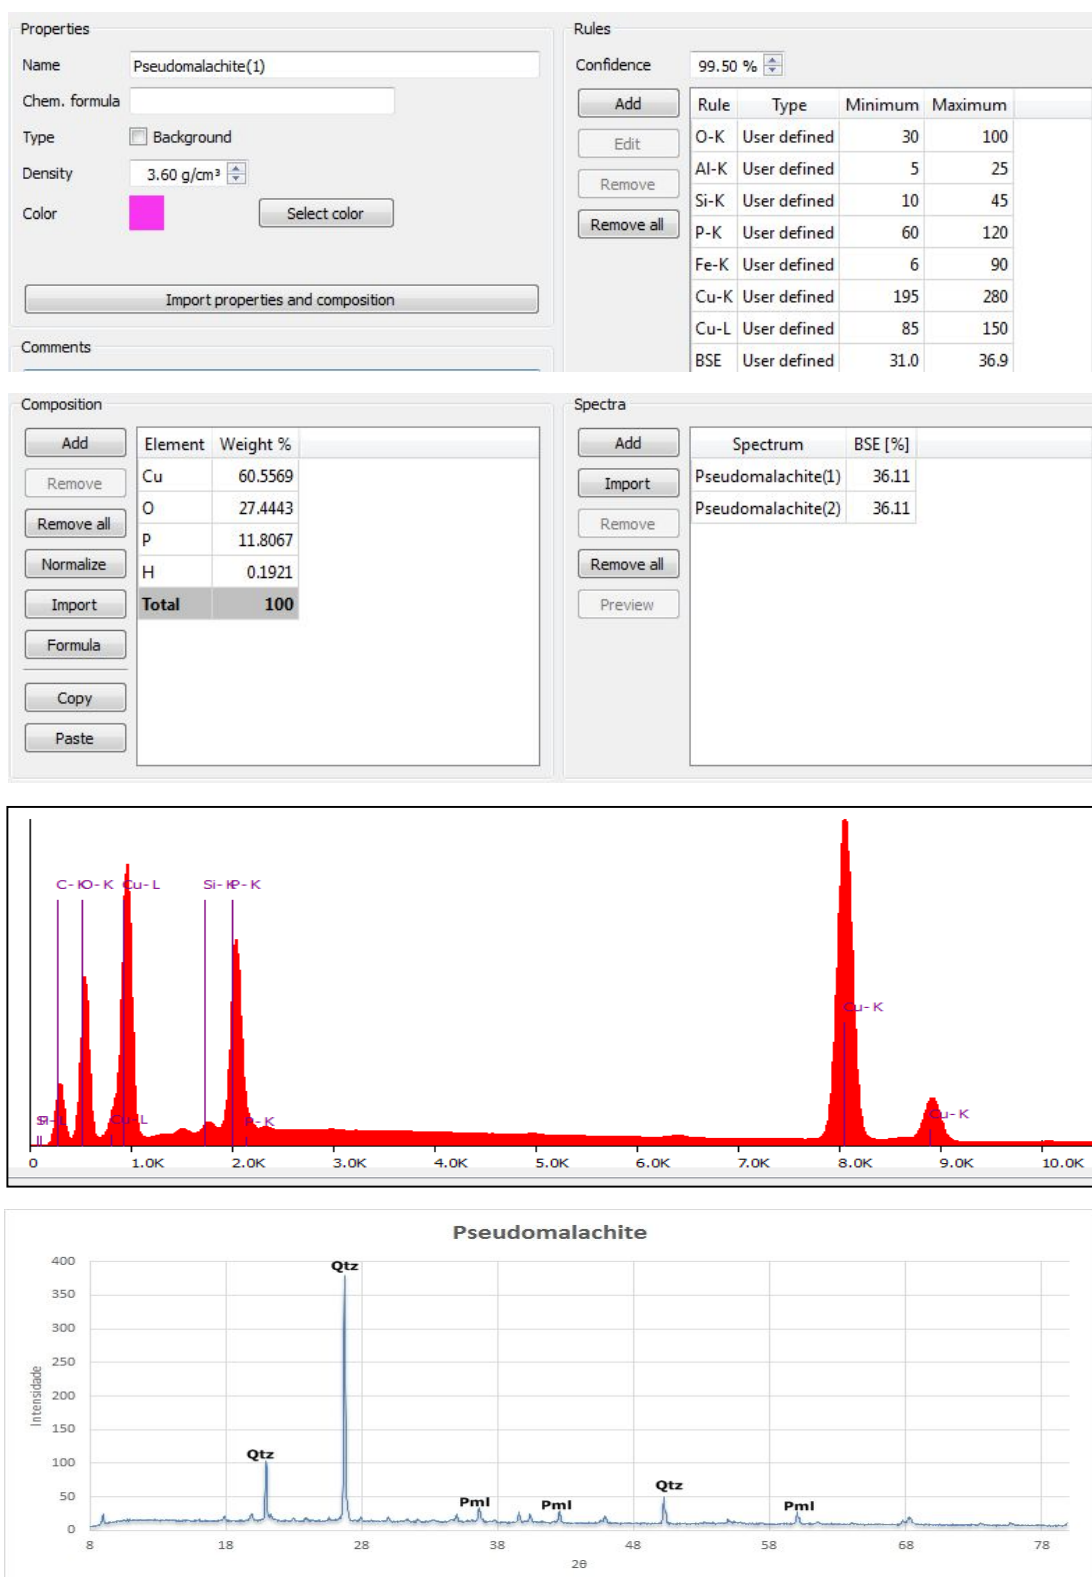 Properties
Name Pseudomalachite(1)
Chem. formula
Type Background
Density 3.60 g/cm³
Color Select color
Import properties and composition
Comments
Rules
Confidence 99.50 %
Add
Edit
Remove
Remove all
Rule Type Minimum Maximum
O-K User defined 30 100
Al-K User defined 5 25
Si-K User defined 10 45
P-K User defined 60 120
Fe-K User defined 6 90
Cu-K User defined 195 280
Cu-L User defined 85 150
BSE User defined 31.0 36.9
Composition
Add
Remove
Remove all
Normalize
Import
Formula
Copy
Paste
Element Weight %
Cu 60.5569
O 27.4443
P 11.8067
H 0.1921
Total 100
Spectra
Add
Import
Remove
Remove all
Preview
Spectrum BSE [%]
Pseudomalachite(1) 36.11
Pseudomalachite(2) 36.11
C-K O-K Cu-L Si-K P-K
Cu-K
Cu-L P-K Cu-K
0 1.0K 2.0K 3.0K 4.0K 5.0K 6.0K 7.0K 8.0K 9.0K 10.0K
Pseudomalachite
400
350
300
250
200
150
100
50
0
Intensidade
Qtz
Qtz
Pml
Pml
Qtz
Pml
8 18 28 38 48 58 68 78
2θ